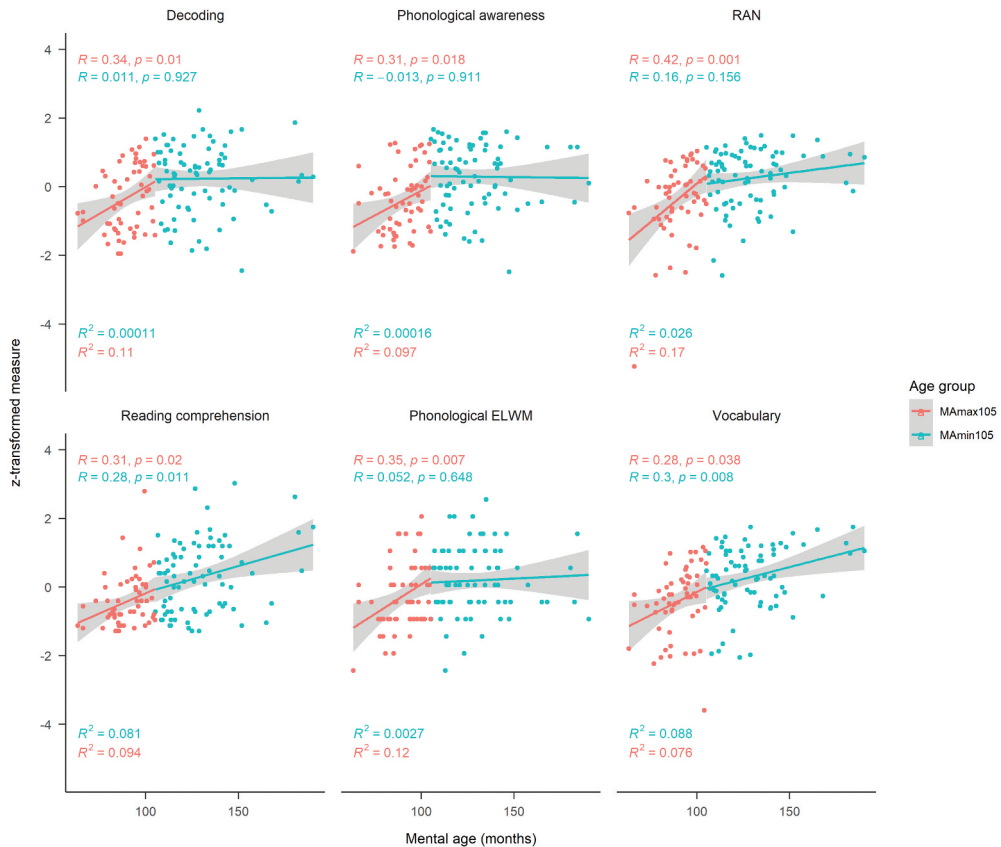 Decoding
Phonological awareness
RAN
R = 0.34, p = 0.01
R = 0.011, p = 0.927
R = 0.31, p = 0.018
R = −0.013, p = 0.911
R = 0.42, p = 0.001
R = 0.16, p = 0.156
4
2
0
-2
-4
R² = 0.00011
R² = 0.11
R² = 0.00016
R² = 0.097
R² = 0.026
R² = 0.17
z-transformed measure
Reading comprehension
Phonological ELWM
Vocabulary
R = 0.31, p = 0.02
R = 0.28, p = 0.011
R = 0.35, p = 0.007
R = 0.052, p = 0.648
R = 0.28, p = 0.038
R = 0.3, p = 0.008
4
2
0
-2
-4
R² = 0.081
R² = 0.094
R² = 0.0027
R² = 0.12
R² = 0.088
R² = 0.076
100 150
100 150
100 150
Mental age (months)
Age group
MAmax105
MAmin105